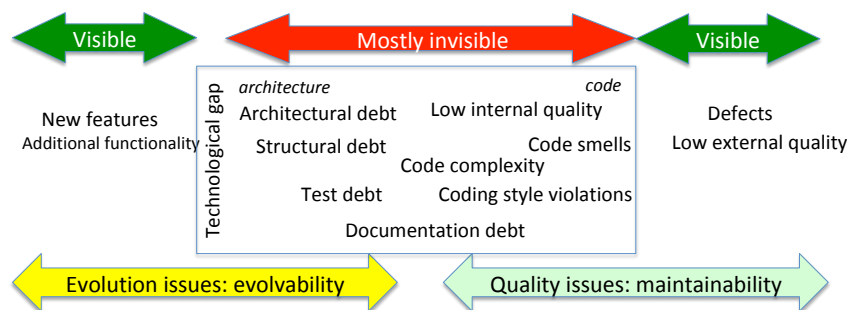 Visible
Mostly invisible
Visible
Technological gap
architecture
code
Architectural debt
Low internal quality
New features
Additional functionality
Defects
Structural debt
Code smells
Low external quality
Code complexity
Test debt
Coding style violations
Documentation debt
Evolution issues: evolvability
Quality issues: maintainability